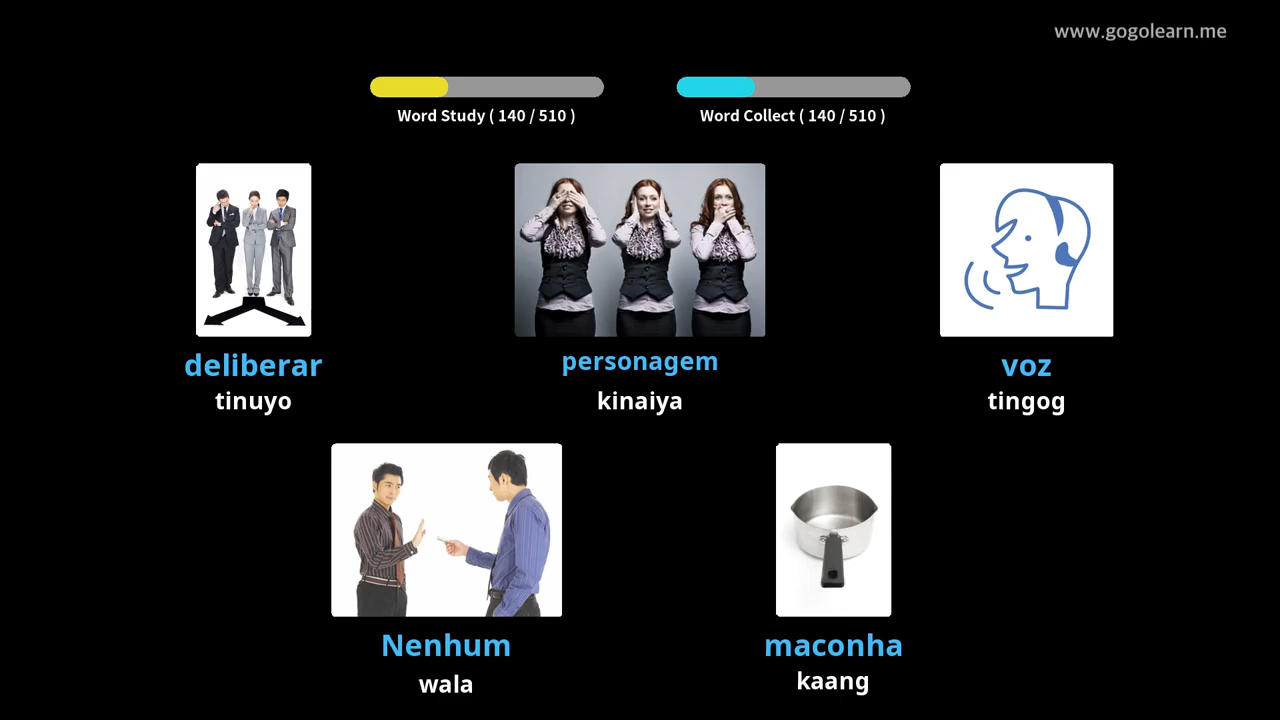 www.gogolearn.me
Word Study ( 140 / 510 )
Word Collect ( 140 / 510 )
deliberar
tinuyo
personagem
kinaiya
voz
tingog
Nenhum
wala
maconha
kaang